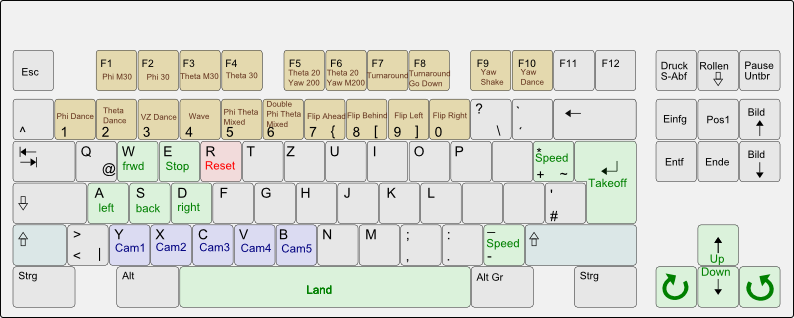 Esc
F1
Phi M30
F2
Phi 30
F3
Theta M30
F4
Theta 30
F5
Theta 20
Yaw 200
F6
Theta 20
Yaw M200
F7
Turnaround
F8
Turnaround
Go Down
F9
Yaw
Shake
F10
Yaw
Dance
F11
F12
Druck
S-Abf
Rollen
Pause
Untbr
^
Phi Dance
1
Theta
Dance
2
VZ Dance
3
Wave
4
Phi Theta
Mixed
5
Double
Phi Theta
Mixed
6
Flip Ahead
7 {
Flip Behind
8 [
Flip Left
9 ]
Flip Right
0
?
\
`
´
Einfg
Pos1
Bild
Q
@
W
frwd
E
Stop
R
Reset
T
Z
U
I
O
P
*
Speed
+ ~
Takeoff
Entf
Ende
Bild
A
left
S
back
D
right
F
G
H
J
K
L
'
#
>
< |
Y
Cam1
X
Cam2
C
Cam3
V
Cam4
B
Cam5
N
M
;
,
:
.
_
Speed
-
Up
Strg
Alt
Land
Alt Gr
Strg
Down